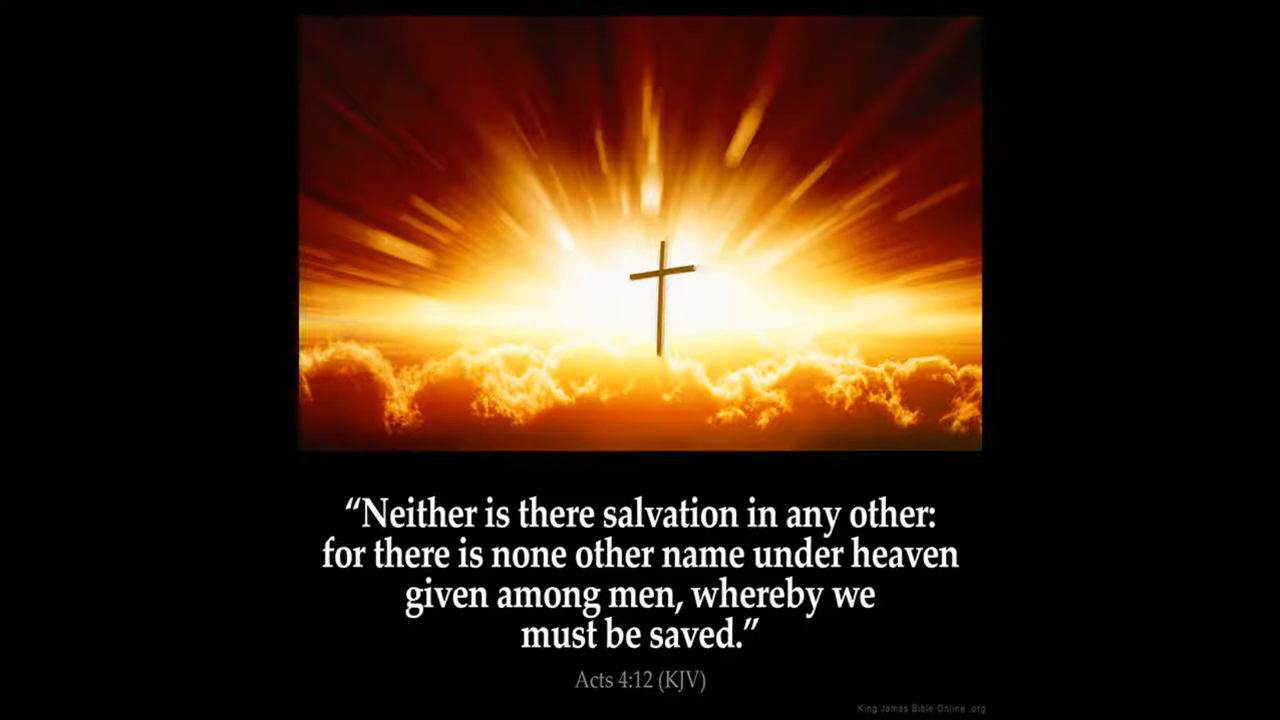 “Neither is there salvation in any other:
for there is none other name under heaven
given among men, whereby we
must be saved.”
Acts 4:12 (KJV)
King James Bible Online .org